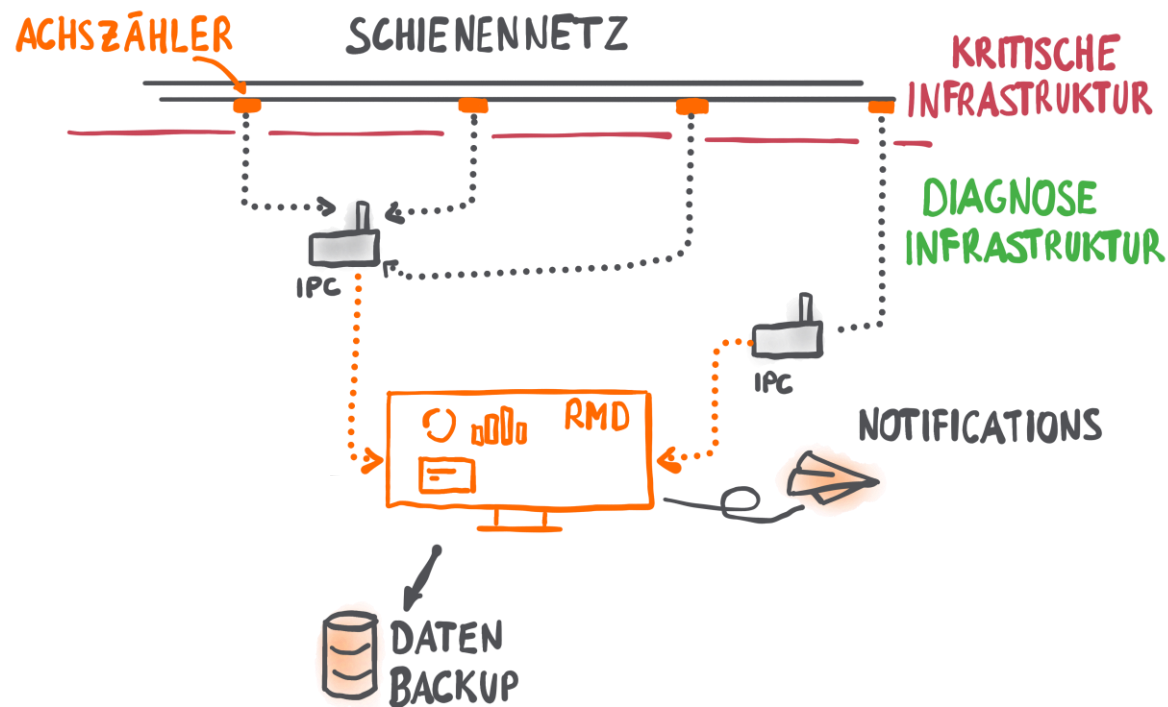 ACHSZÄHLER
SCHIENENNETZ
KRITISCHE
INFRASTRUKTUR
DIAGNOSE
INFRASTRUKTUR
IPC
IPC
RMD
NOTIFICATIONS
DATEN
BACKUP